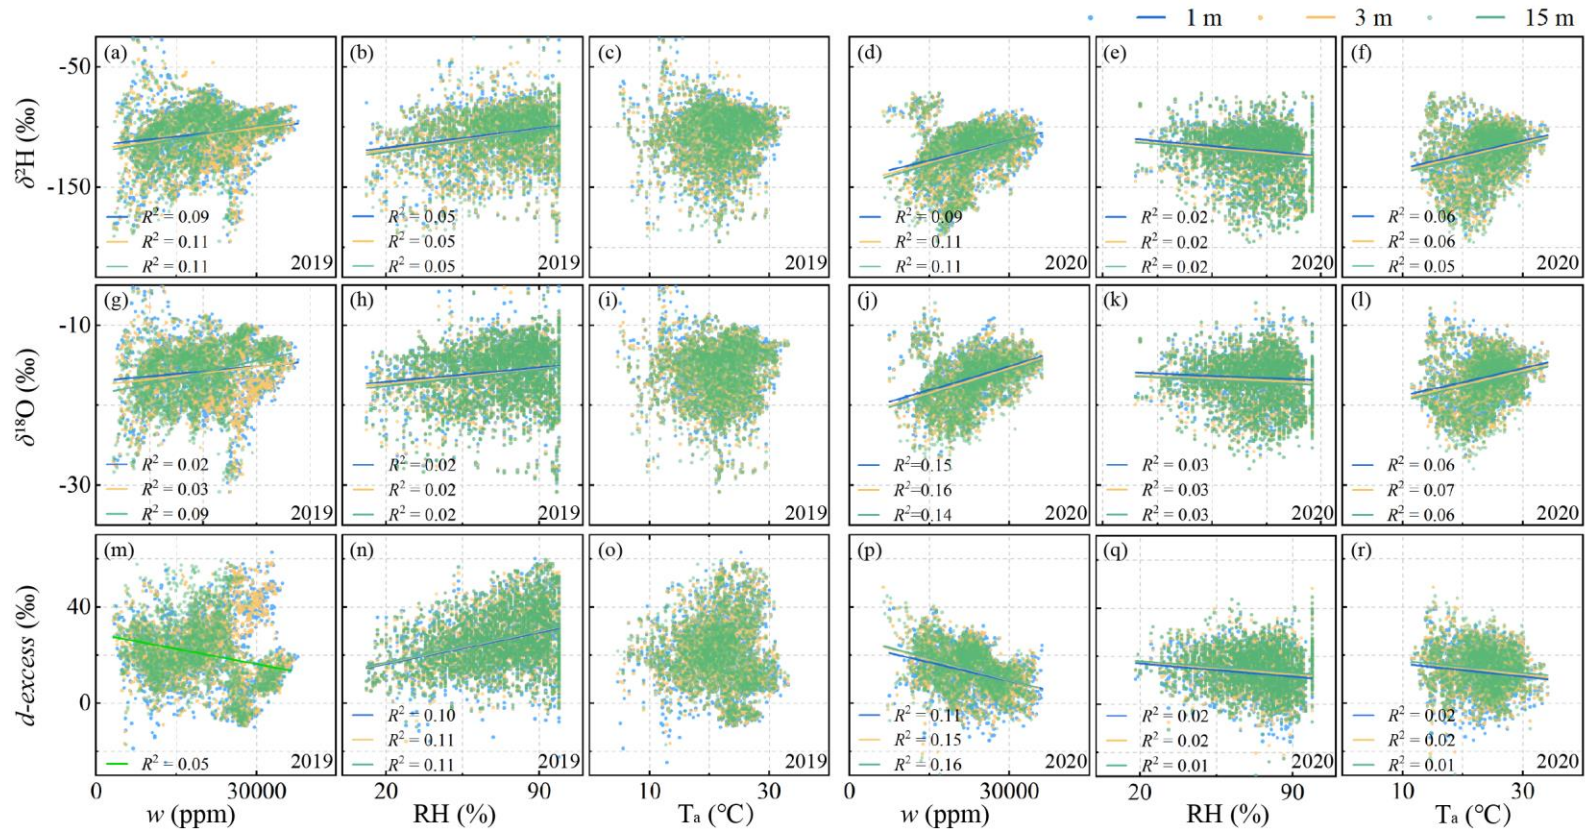 1 m 3 m 15 m
(a) (b) (c) (d) (e) (f)
δ²H (‰)
-50
-150
R² = 0.09
R² = 0.11
R² = 0.11
2019
R² = 0.05
R² = 0.05
R² = 0.05
2019
2019
R² = 0.09
R² = 0.11
R² = 0.11
2020
R² = 0.02
R² = 0.02
R² = 0.02
2020
R² = 0.06
R² = 0.06
R² = 0.05
2020
(g) (h) (i) (j) (k) (l)
δ¹⁸O (‰)
-10
-30
R² = 0.02
R² = 0.03
R² = 0.09
2019
R² = 0.02
R² = 0.02
R² = 0.02
2019
2019
R²=0.15
R²=0.16
R²=0.14
2020
R² = 0.03
R² = 0.03
R² = 0.03
2020
R² = 0.06
R² = 0.07
R² = 0.06
2020
(m) (n) (o) (p) (q) (r)
d-excess (‰)
40
0
R² = 0.05
2019
R² = 0.10
R² = 0.11
R² = 0.11
2019
2019
R² = 0.11
R² = 0.15
R² = 0.16
2020
R² = 0.02
R² = 0.02
R² = 0.01
2020
R² = 0.02
R² = 0.02
R² = 0.01
2020
0 30000 20 90 10 30 0 30000 20 90 10 30
w (ppm) RH (%) Tₐ (℃) w (ppm) RH (%) Tₐ (℃)